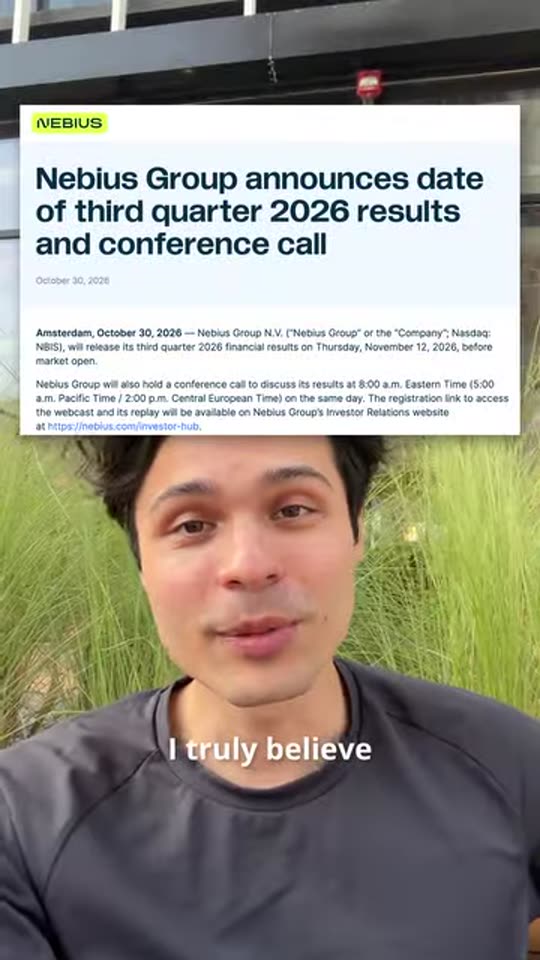 NEBIUS
Nebius Group announces date
of third quarter 2026 results
and conference call
October 30, 2026
Amsterdam, October 30, 2026 — Nebius Group N.V. ("Nebius Group" or the "Company"; Nasdaq:
NBIS), will release its third quarter 2026 financial results on Thursday, November 12, 2026, before
market open.
Nebius Group will also hold a conference call to discuss its results at 8:00 a.m. Eastern Time (5:00
a.m. Pacific Time / 2:00 p.m. Central European Time) on the same day. The registration link to access
the webcast and its replay will be available on Nebius Group's Investor Relations website
at https://nebius.com/investor-hub.
I truly believe